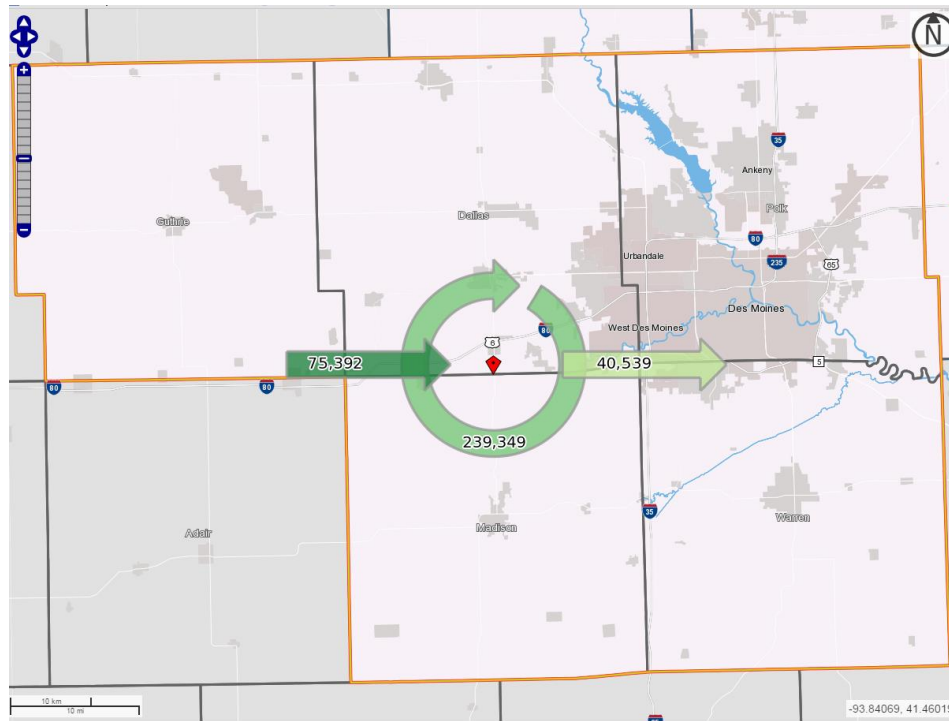 N
35
Ankeny
Polk
Guthrie
Dallas
80
235
65
Urbandale
Des Moines
West Des Moines
80
6
75,392
40,539
5
80
80
239,349
35
Madison
Warren
Adair
10 km
10 mi
-93.84069, 41.4601